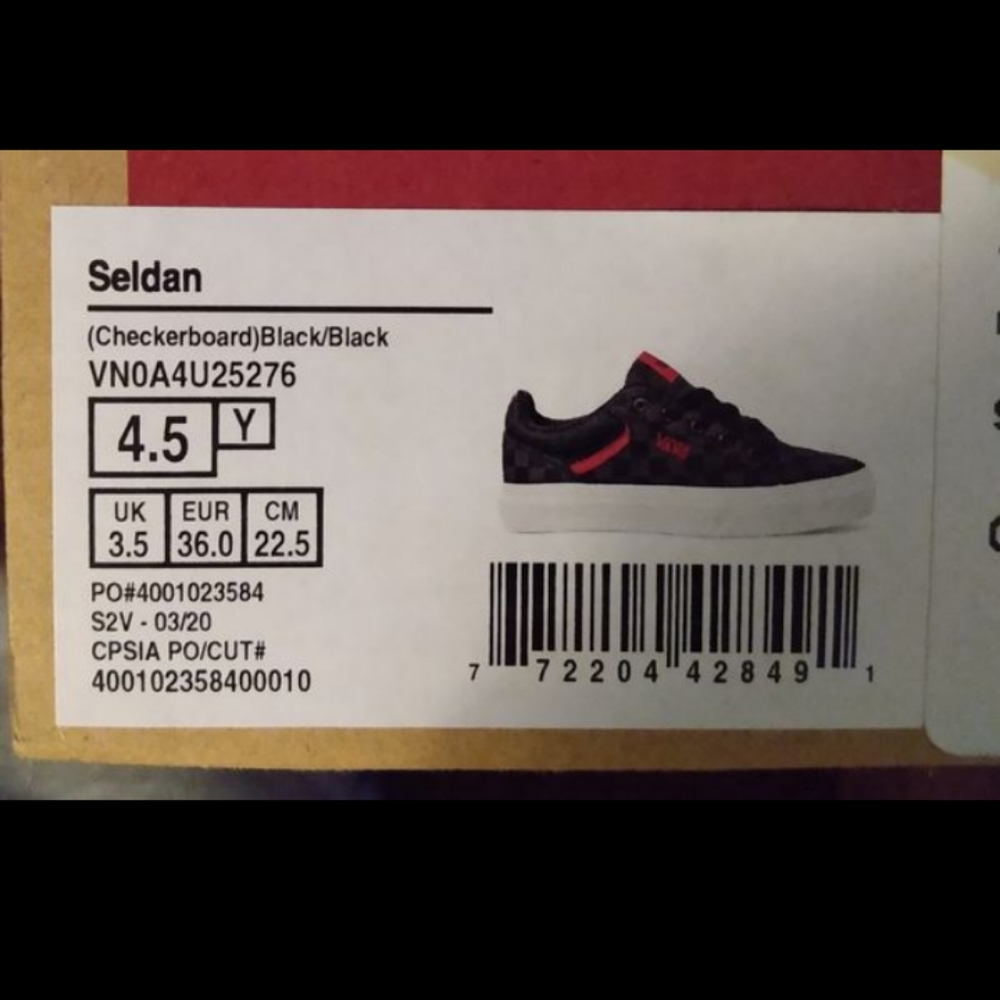 Seldan
(Checkerboard)Black/Black
VN0A4U25276
4.5 Y
UK EUR CM
3.5 36.0 22.5
PO#4001023584
S2V - 03/20
CPSIA PO/CUT#
400102358400010
VANS
7 72204 42849 1